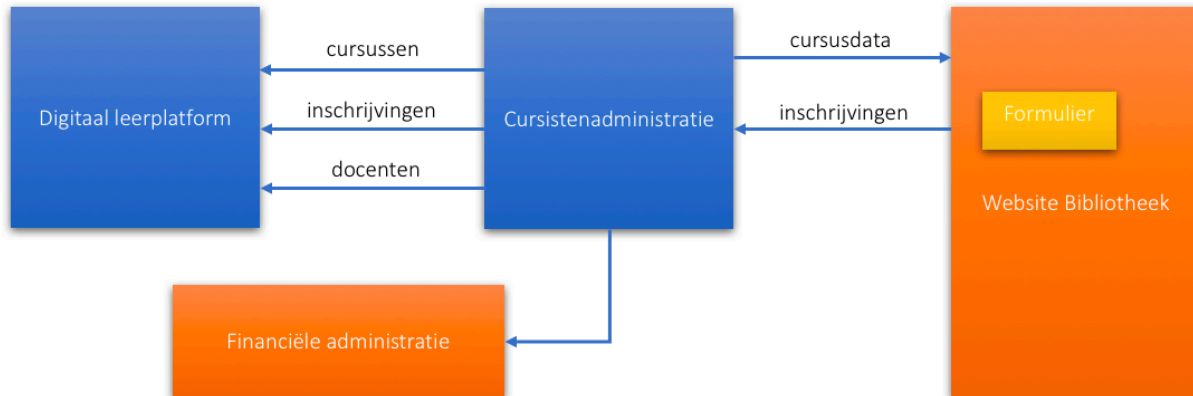 cursussen
cursusdata
Digitaal leerplatform
inschrijvingen
Cursistenadministratie
inschrijvingen
Formulier
docenten
Website Bibliotheek
Financiële administratie